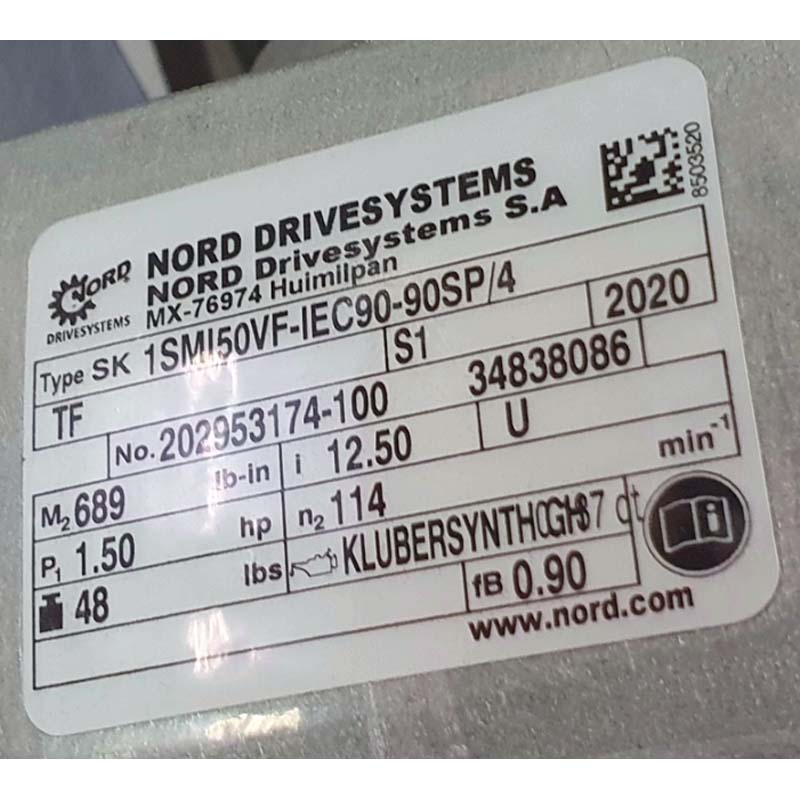 8503520
NORD DRIVESYSTEMS
NORD Drivesystems S.A
MX-76974 Huimilpan
NORD
DRIVESYSTEMS
Type SK 1SMI50VF-IEC90-90SP/4
TF S1 2020
No. 202953174-100 34838086
M2 689 lb-in i 12.50 U
P1 1.50 hp n2 114 min-1
48 lbs
fB 0.90
www.nord.com